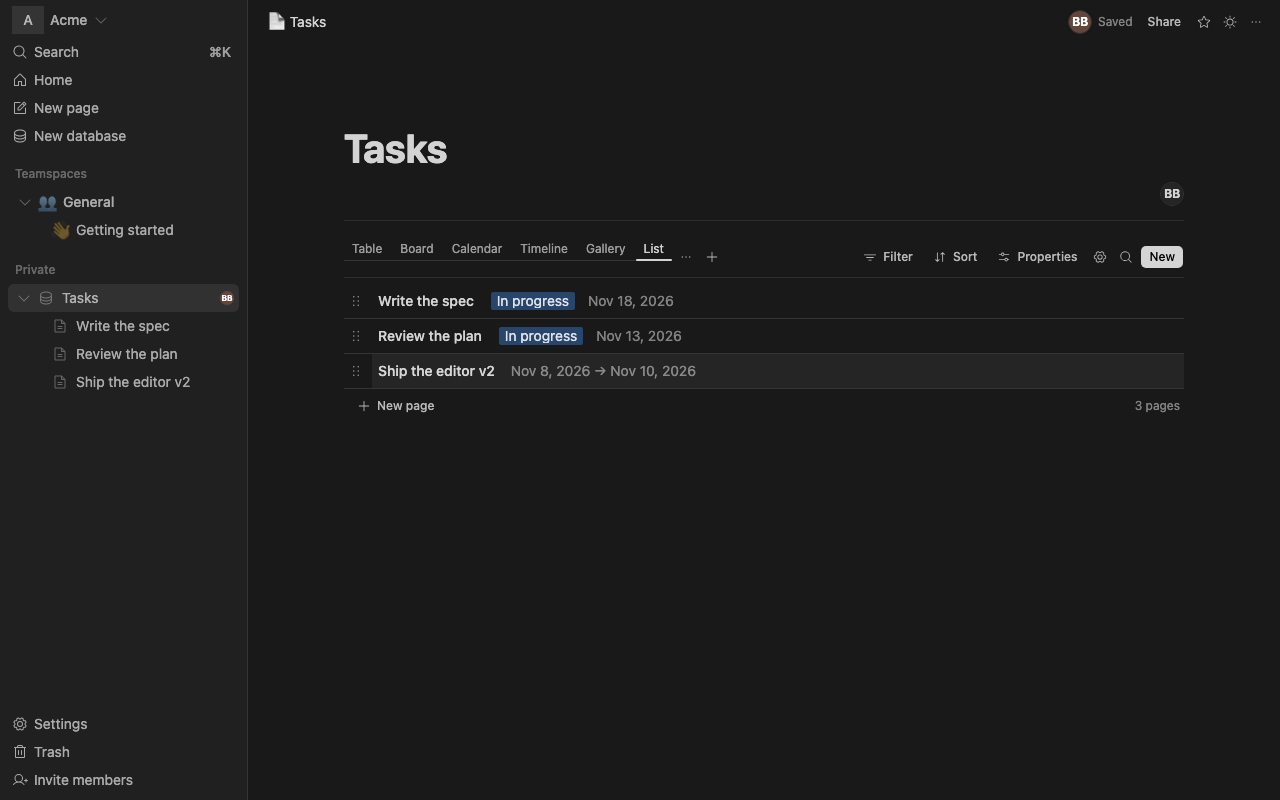 A Acme
Search ⌘K
Home
New page
New database
Teamspaces
General
Getting started
Private
Tasks BB
Write the spec
Review the plan
Ship the editor v2
Settings
Trash
Invite members
Tasks
BB Saved Share
Tasks
BB
Table Board Calendar Timeline Gallery List
Filter Sort Properties New
Write the spec In progress Nov 18, 2026
Review the plan In progress Nov 13, 2026
Ship the editor v2 Nov 8, 2026 → Nov 10, 2026
New page 3 pages